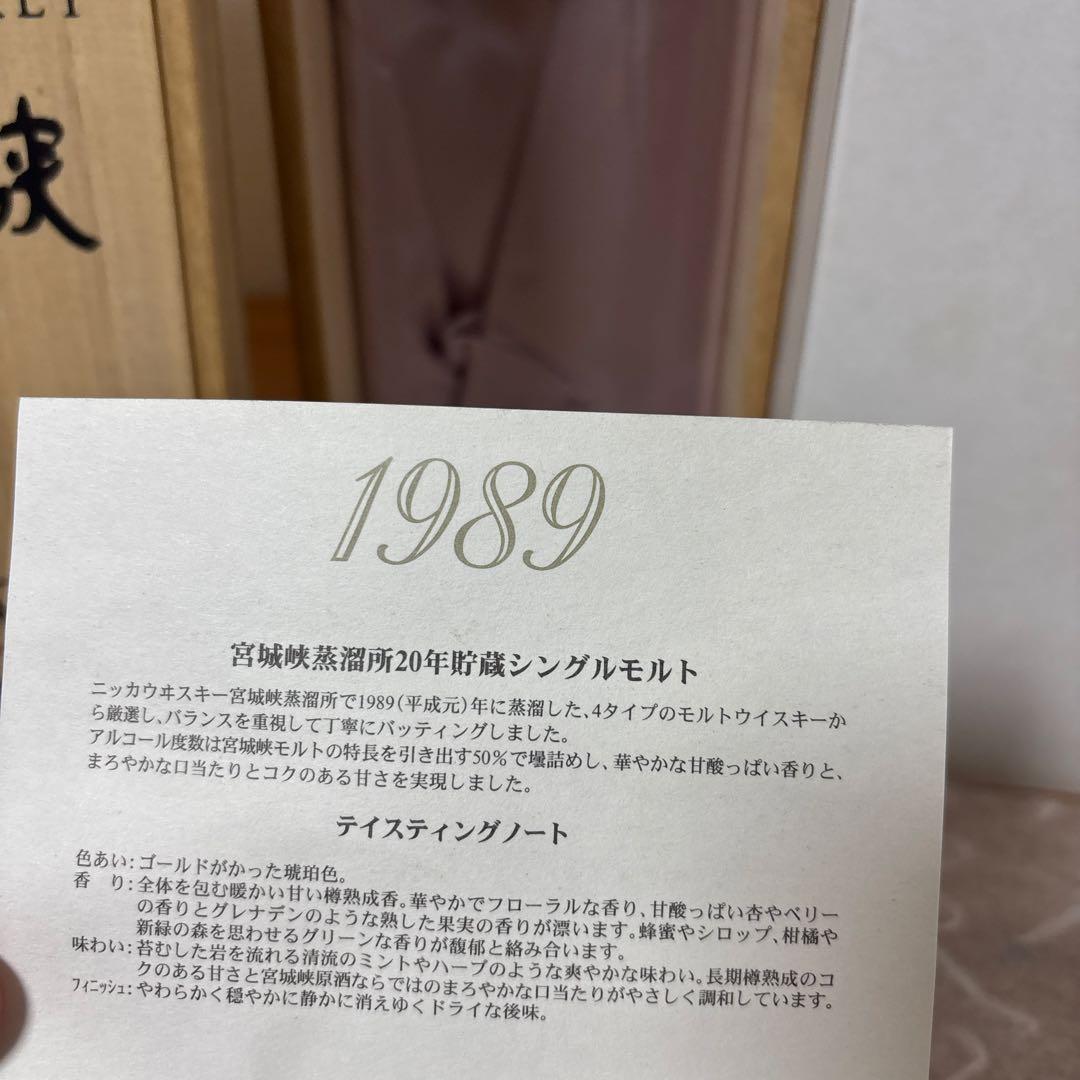 峡
1989
宮城峡蒸溜所20年貯蔵シングルモルト
ニッカウヰスキー宮城峡蒸溜所で1989(平成元)年に蒸溜した、4タイプのモルトウイスキーか
ら厳選し、バランスを重視して丁寧にバッティングしました。
アルコール度数は宮城峡モルトの特長を引き出す50%で壜詰めし、華やかな甘酸っぱい香りと、
まろやかな口当たりとコクのある甘さを実現しました。
テイスティングノート
色あい:ゴールドがかった琥珀色。
香 り:全体を包む暖かい甘い樽熟成香。華やかでフローラルな香り、甘酸っぱい杏やベリー
の香りとグレナデンのような熟した果実の香りが漂います。蜂蜜やシロップ、柑橘や
新緑の森を思わせるグリーンな香りが馥郁と絡み合います。
味わい:苔むした岩を流れる清流のミントやハーブのような爽やかな味わい。長期樽熟成のコ
クのある甘さと宮城峡原酒ならではのまろやかな口当たりがやさしく調和しています。
フィニッシュ:やわらかく穏やかに静かに消えゆくドライな後味。